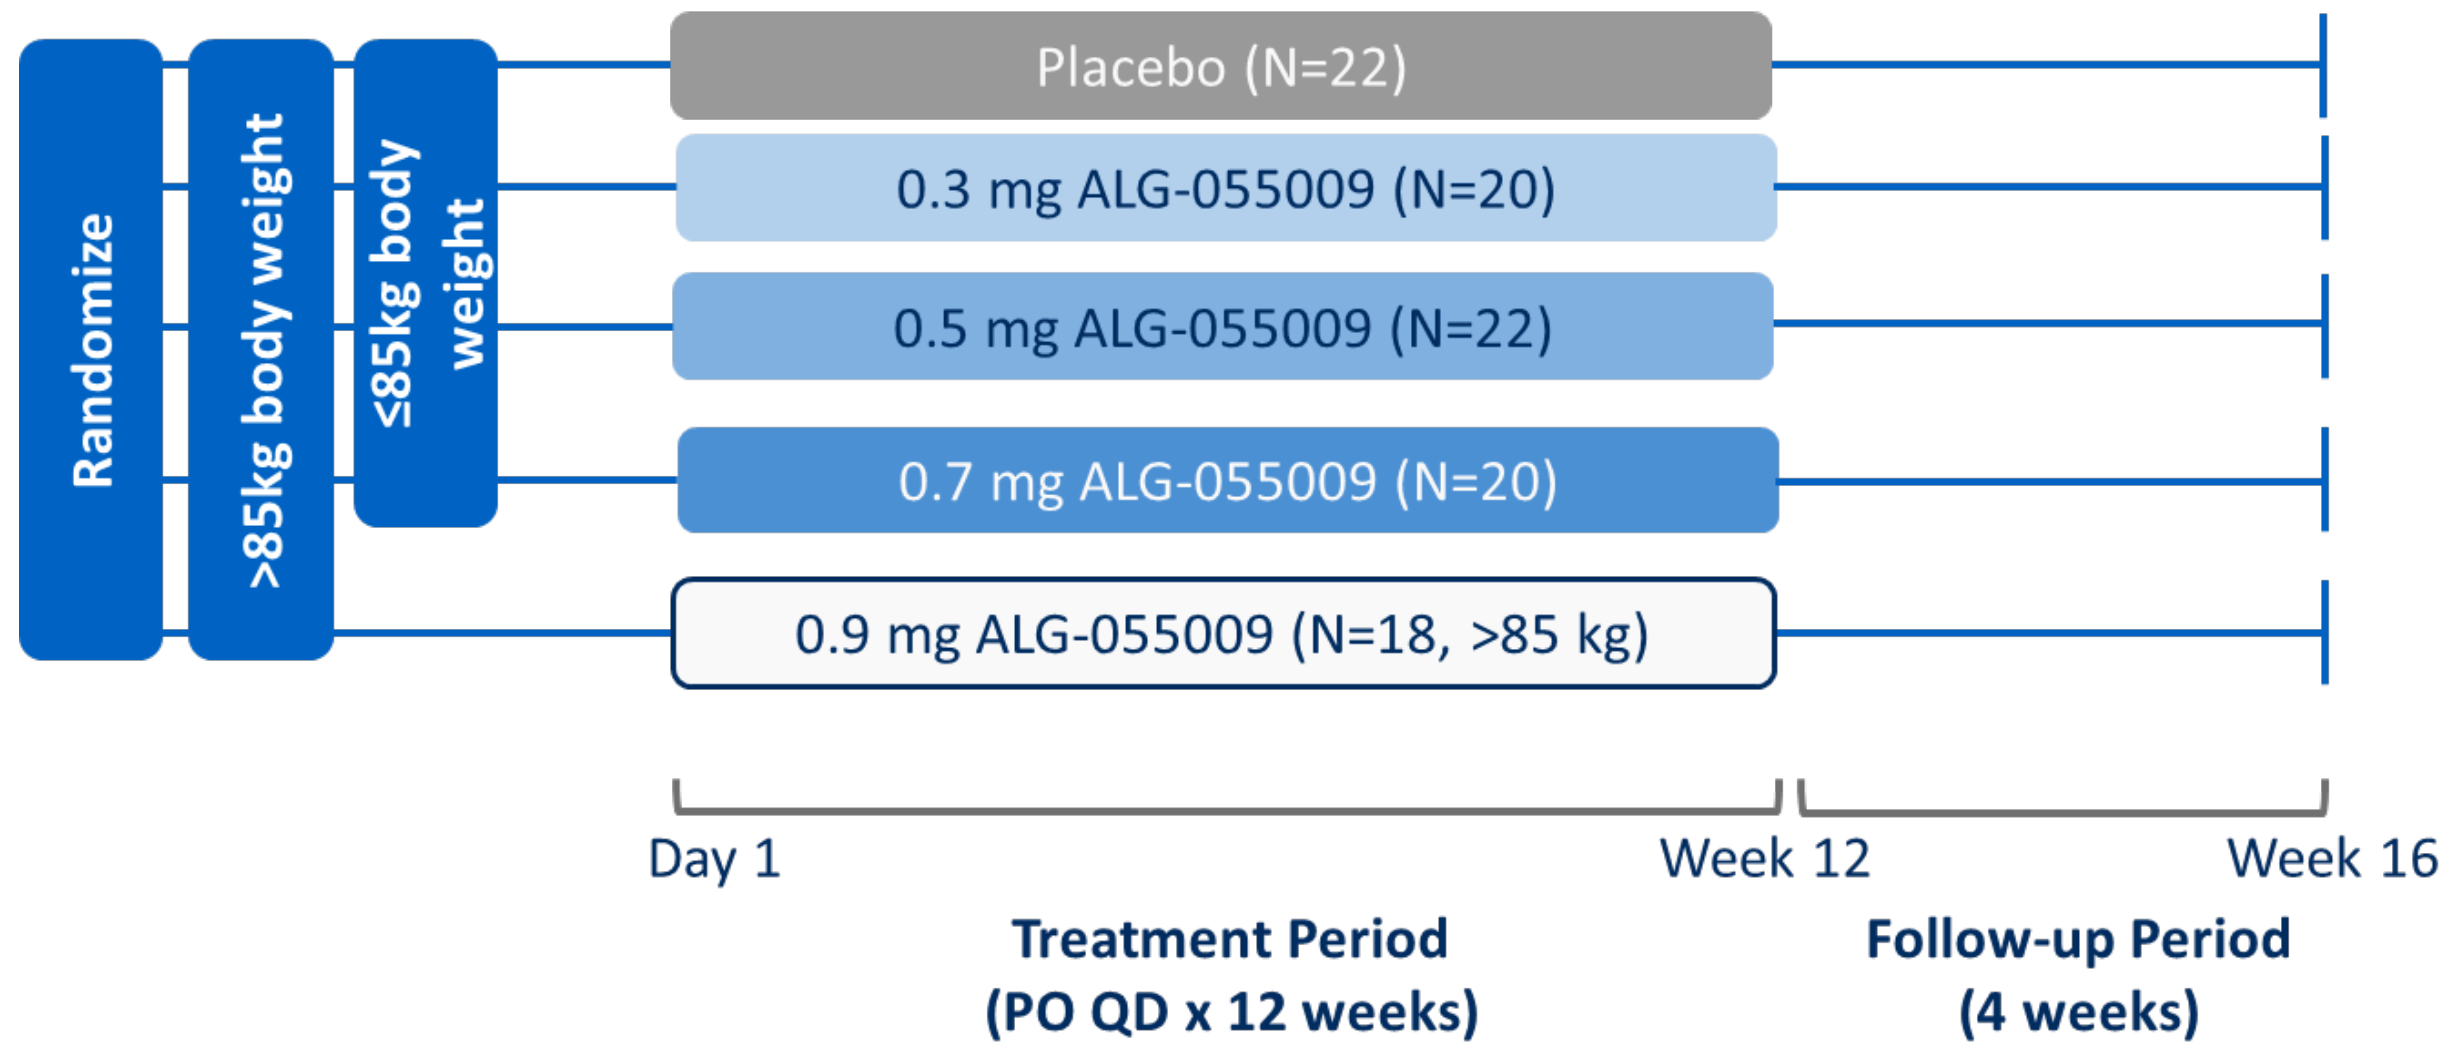 Randomize
>85kg body weight
≤85kg body
weight
Placebo (N=22)
0.3 mg ALG-055009 (N=20)
0.5 mg ALG-055009 (N=22)
0.7 mg ALG-055009 (N=20)
0.9 mg ALG-055009 (N=18, >85 kg)
Day 1
Week 12
Week 16
Treatment Period
(PO QD x 12 weeks)
Follow-up Period
(4 weeks)